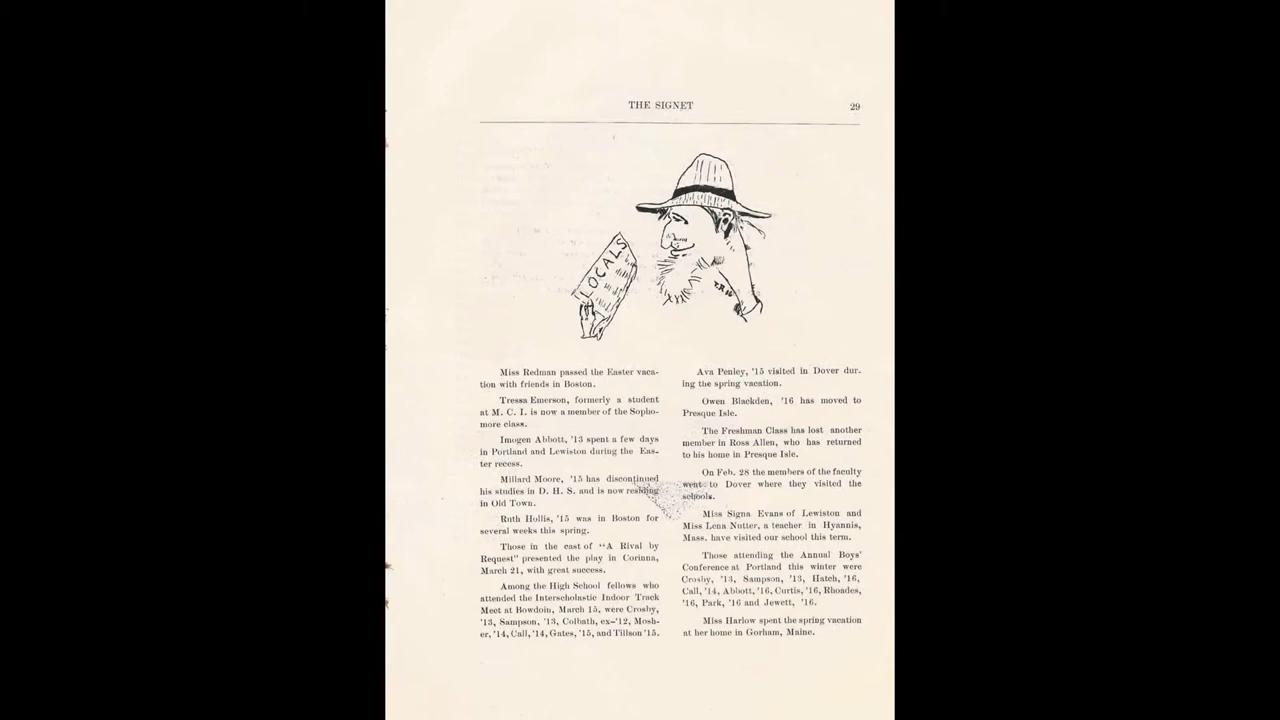 THE SIGNET
29
LOCALS
Miss Redman passed the Easter vaca-
tion with friends in Boston.
Tressa Emerson, formerly a student
at M. C. I. is now a member of the Sopho-
more class.
Imogen Abbott, '13 spent a few days
in Portland and Lewiston during the Eas-
ter recess.
Millard Moore, '15 has discontinued
his studies in D. H. S. and is now residing
in Old Town.
Ruth Hollis, '15 was in Boston for
several weeks this spring.
Those in the cast of "A Rival by
Request" presented the play in Corinna,
March 21, with great success.
Among the High School fellows who
attended the Interscholastic Indoor Track
Meet at Bowdoin, March 15, were Crosby,
'13, Sampson, '13, Colbath, ex-'12, Mosh-
er, '14, Call, '14, Gates, '15, and Tillson '15.
Ava Penley, '15 visited in Dover dur-
ing the spring vacation.
Owen Blackden, '16 has moved to
Presque Isle.
The Freshman Class has lost another
member in Ross Allen, who has returned
to his home in Presque Isle.
On Feb. 28 the members of the faculty
went to Dover where they visited the
schools.
Miss Signa Evans of Lewiston and
Miss Lena Nutter, a teacher in Hyannis,
Mass. have visited our school this term.
Those attending the Annual Boys'
Conference at Portland this winter were
Crosby, '13, Sampson, '13, Hatch, '16,
Call, '14, Abbott, '16, Curtis, '16, Rhoades,
'16, Park, '16 and Jewett, '16.
Miss Harlow spent the spring vacation
at her home in Gorham, Maine.